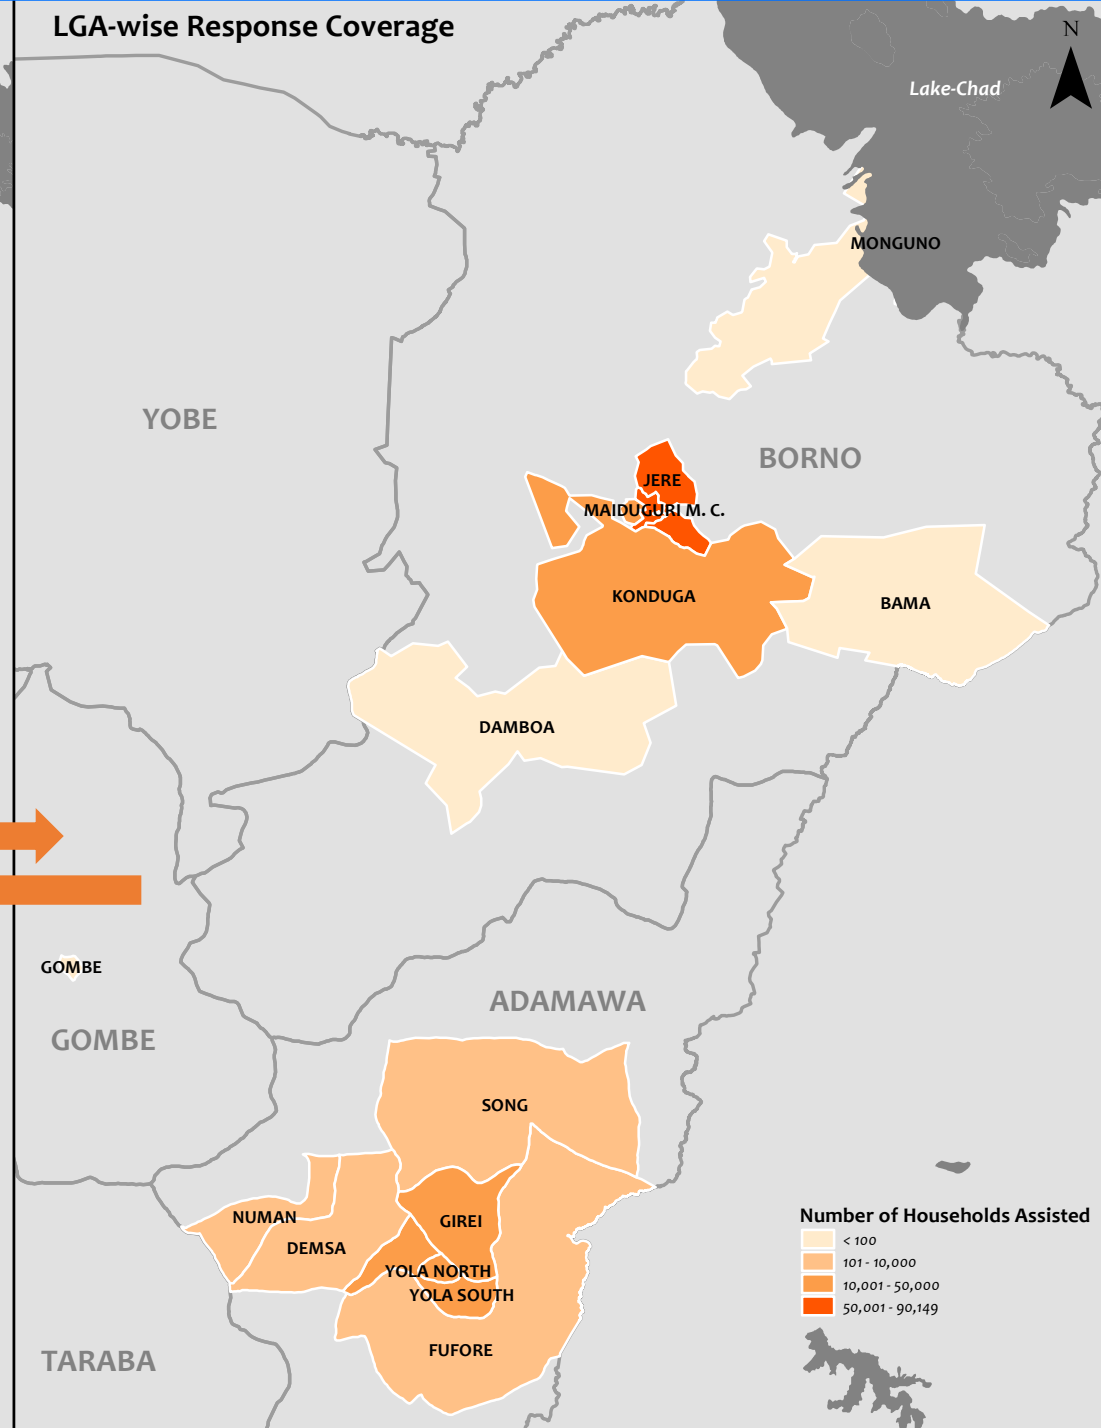 LGA-wise Response Coverage
N
Lake-Chad
MONGUNO
YOBE
BORNO
JERE
MAIDUGURI M. C.
KONDUGA
BAMA
DAMBOA
GOMBE
ADAMAWA
GOMBE
SONG
NUMAN
GIREI
DEMSA
YOLA NORTH
YOLA SOUTH
FUFORE
TARABA
Number of Households Assisted
< 100
101 - 10,000
10,001 - 50,000
50,001 - 90,149